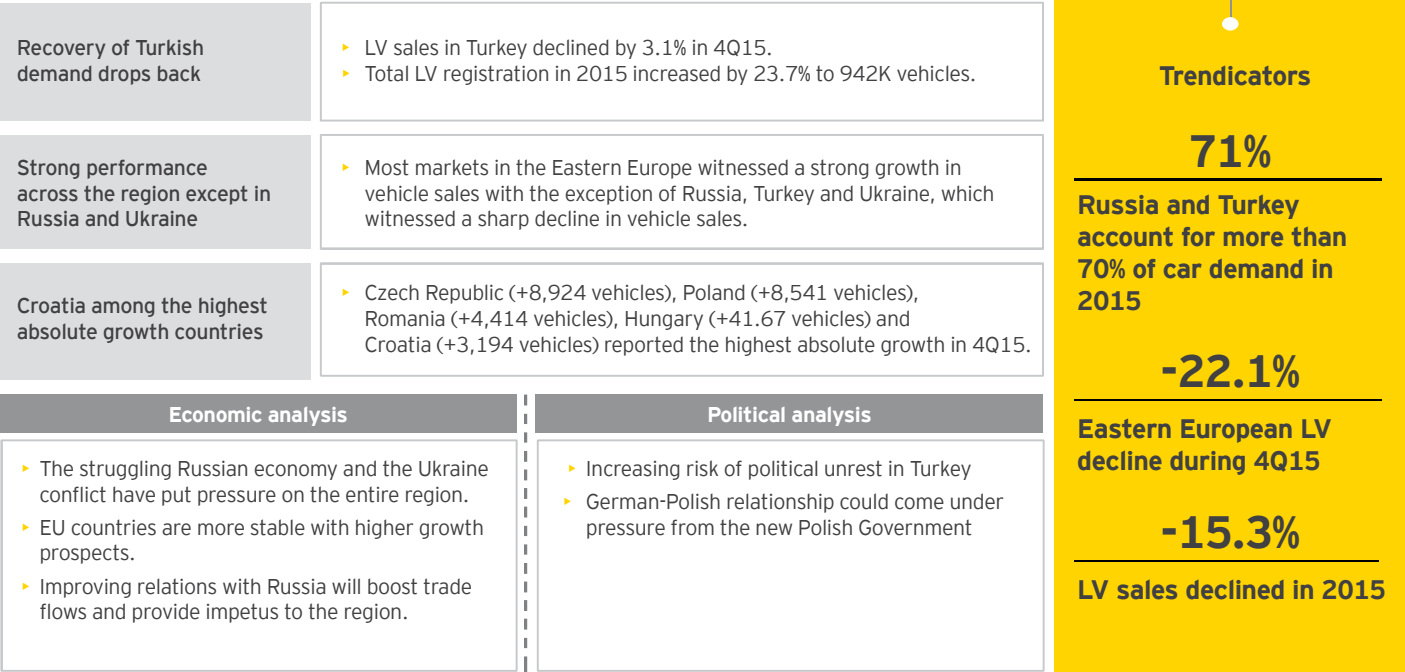 Recovery of Turkish
demand drops back
‣ LV sales in Turkey declined by 3.1% in 4Q15.
‣ Total LV registration in 2015 increased by 23.7% to 942K vehicles.
Strong performance
across the region except in
Russia and Ukraine
‣ Most markets in the Eastern Europe witnessed a strong growth in
vehicle sales with the exception of Russia, Turkey and Ukraine, which
witnessed a sharp decline in vehicle sales.
Croatia among the highest
absolute growth countries
‣ Czech Republic (+8,924 vehicles), Poland (+8,541 vehicles),
Romania (+4,414 vehicles), Hungary (+41.67 vehicles) and
Croatia (+3,194 vehicles) reported the highest absolute growth in 4Q15.
Economic analysis
‣ The struggling Russian economy and the Ukraine
conflict have put pressure on the entire region.
‣ EU countries are more stable with higher growth
prospects.
‣ Improving relations with Russia will boost trade
flows and provide impetus to the region.
Political analysis
‣ Increasing risk of political unrest in Turkey
‣ German-Polish relationship could come under
pressure from the new Polish Government
Trendicators
71%
Russia and Turkey
account for more than
70% of car demand in
2015
-22.1%
Eastern European LV
decline during 4Q15
-15.3%
LV sales declined in 2015